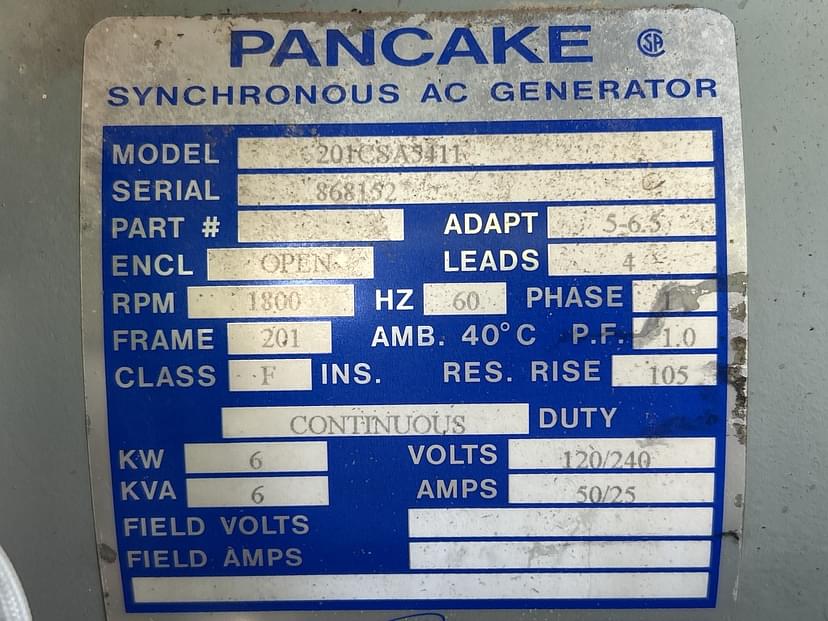 PANCAKE SA
SYNCHRONOUS AC GENERATOR
MODEL 201CSA5411
SERIAL 868152
PART # ADAPT 5-6.5
ENCL OPEN LEADS 4
RPM 1800 HZ 60 PHASE 1
FRAME 201 AMB. 40°C P.F. 1.0
CLASS F INS. RES. RISE 105
CONTINUOUS DUTY
KW 6 VOLTS 120/240
KVA 6 AMPS 50/25
FIELD VOLTS
FIELD AMPS